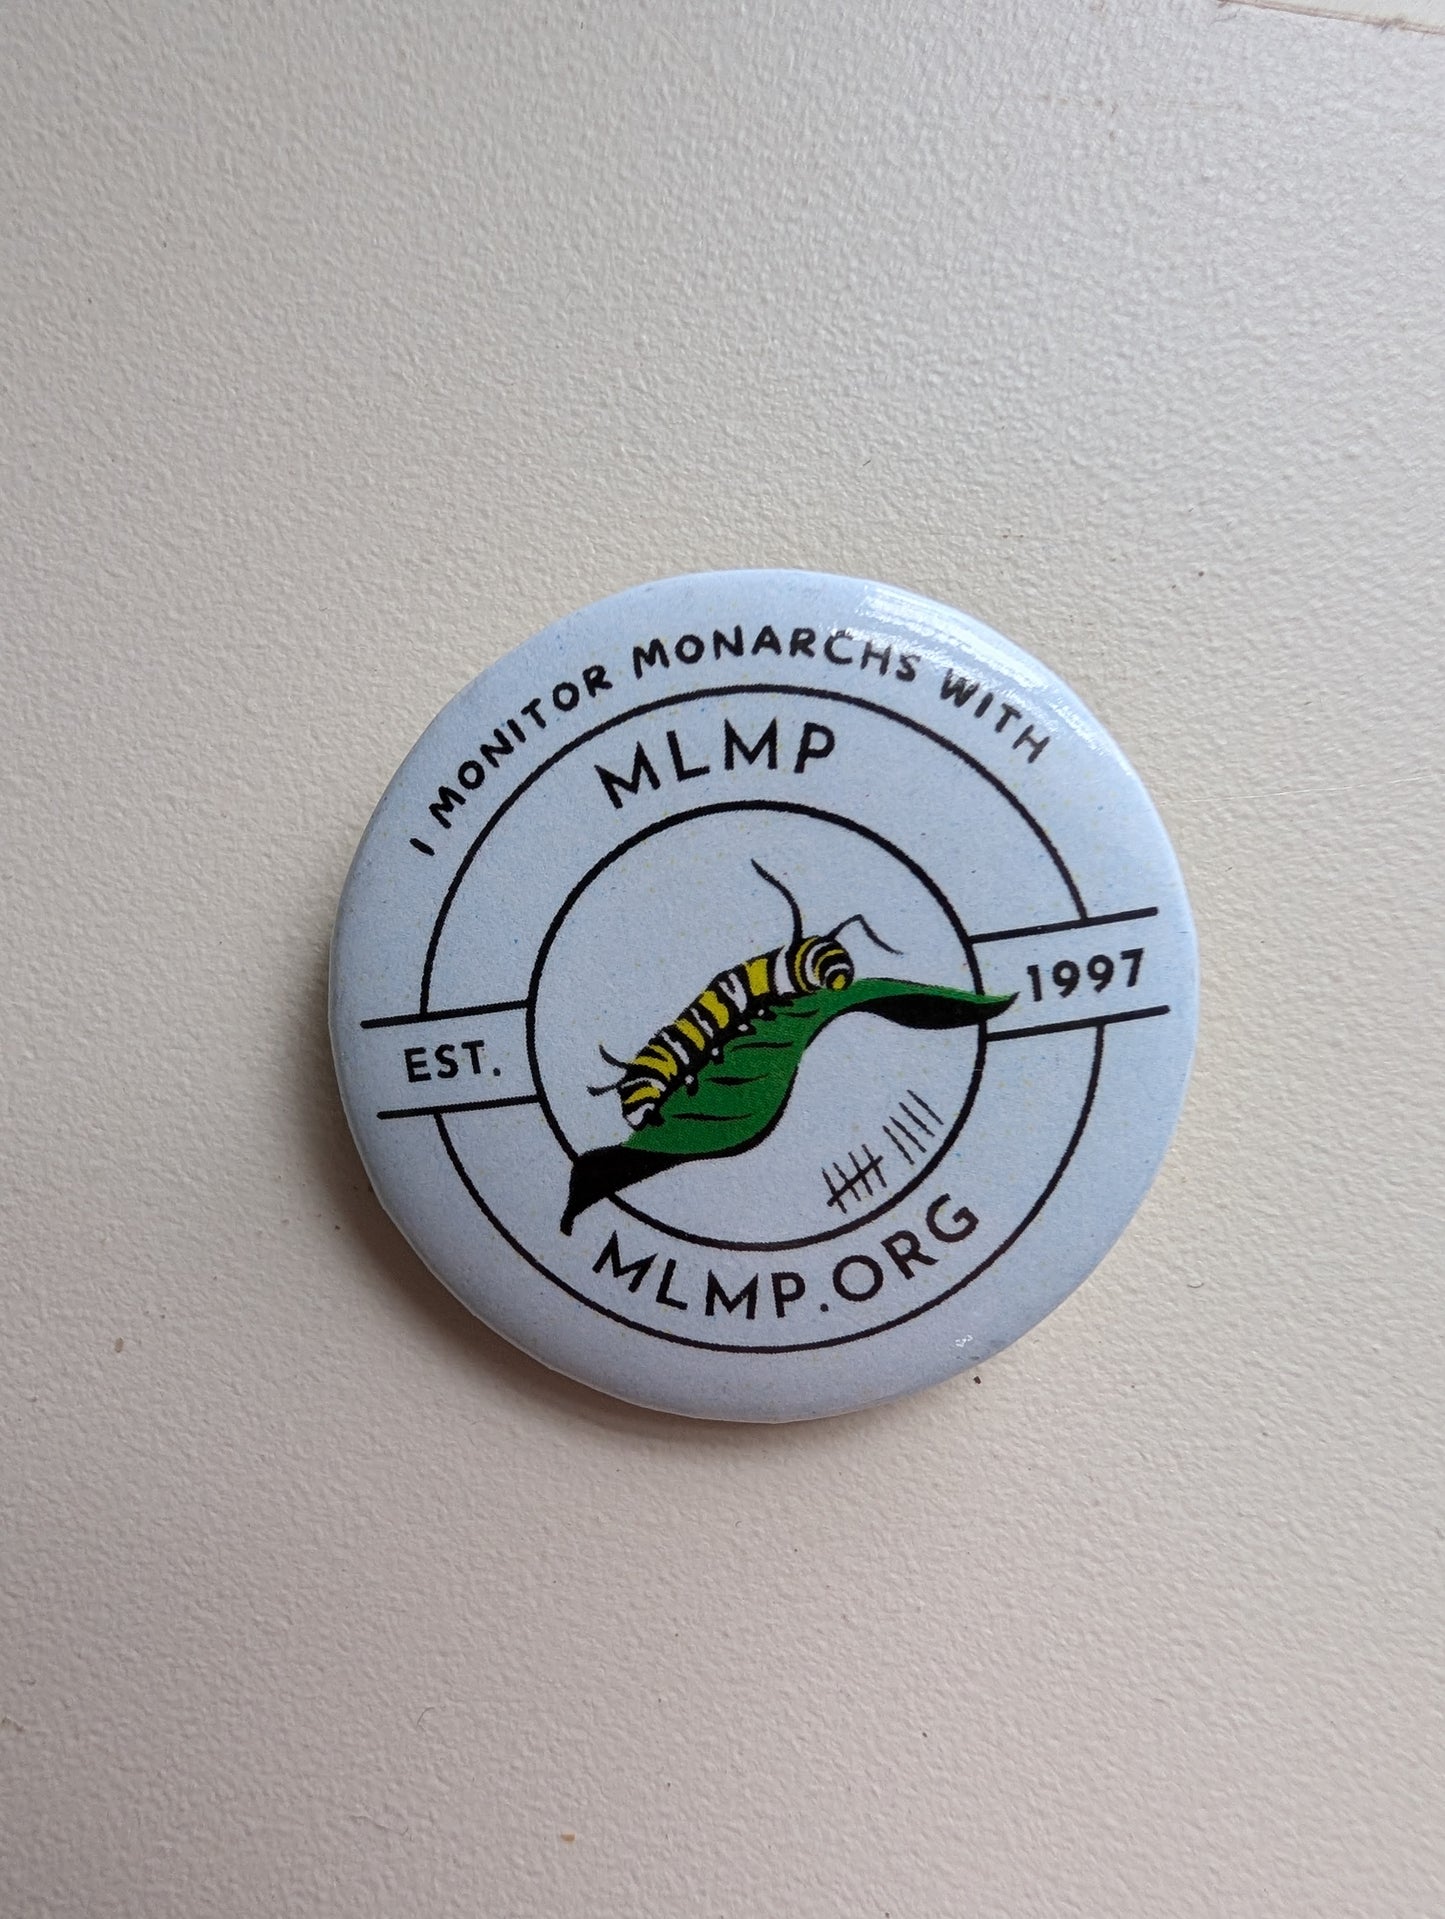 I MONITOR MONARCHS WITH
MLMP
EST. 1997
MLMP.ORG